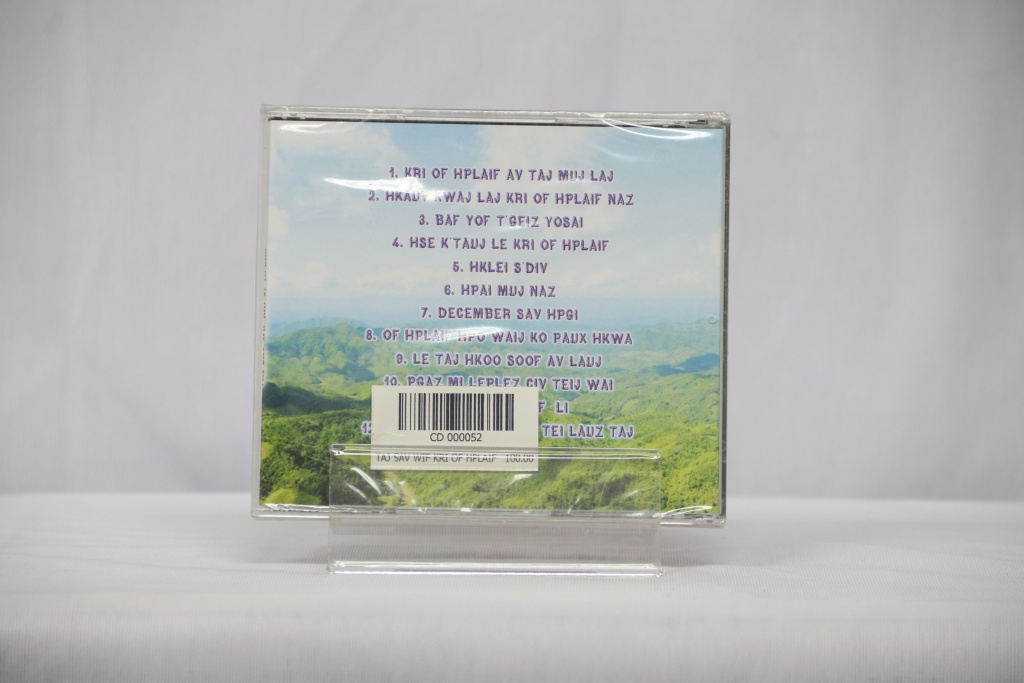 1. KRI OF HPLAIF AV TAJ MUJ LAJ
2. KWAJ LAJ KRI OF HPLAIF NAZ
3. BAF YOF T'GEIZ YOSAI
4. HSE K'TAUJ LE KRI OF HPLAIF
5. HKLEI S'DIV
6. HPAI MUJ NAZ
7. DECEMBER SAV HPGI
8. OF HPLAIF HPO WAIJ KO PAUX HKWA
9. LE TAJ HKOO SOOF AV LAUJ
10. PGAZ MI LEPLEZ CIV TEIJ WAI
LI
TEI LAUZ TAJ
CD 000052
TAJ SAV WIF KRI OF HPLAIF 100.00